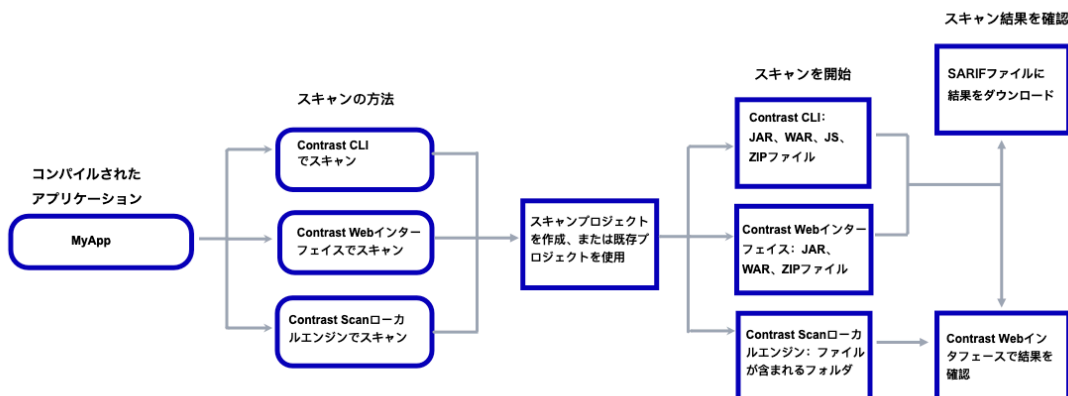 コンパイルされた
アプリケーション
MyApp
スキャンの方法
Contrast CLI
でスキャン
Contrast Webインター
フェイスでスキャン
Contrast Scanローカ
ルエンジンでスキャン
スキャンプロジェクト
を作成、または既存プ
ロジェクトを使用
スキャンを開始
Contrast CLI：
JAR、WAR、JS、
ZIPファイル
Contrast Webインター
フェイス：JAR、
WAR、ZIPファイル
Contrast Scanローカ
ルエンジン：ファイル
が含まれるフォルダ
スキャン結果を確認
SARIFファイルに
結果をダウンロード
Contrast Webイン
タフェースで結果を
確認